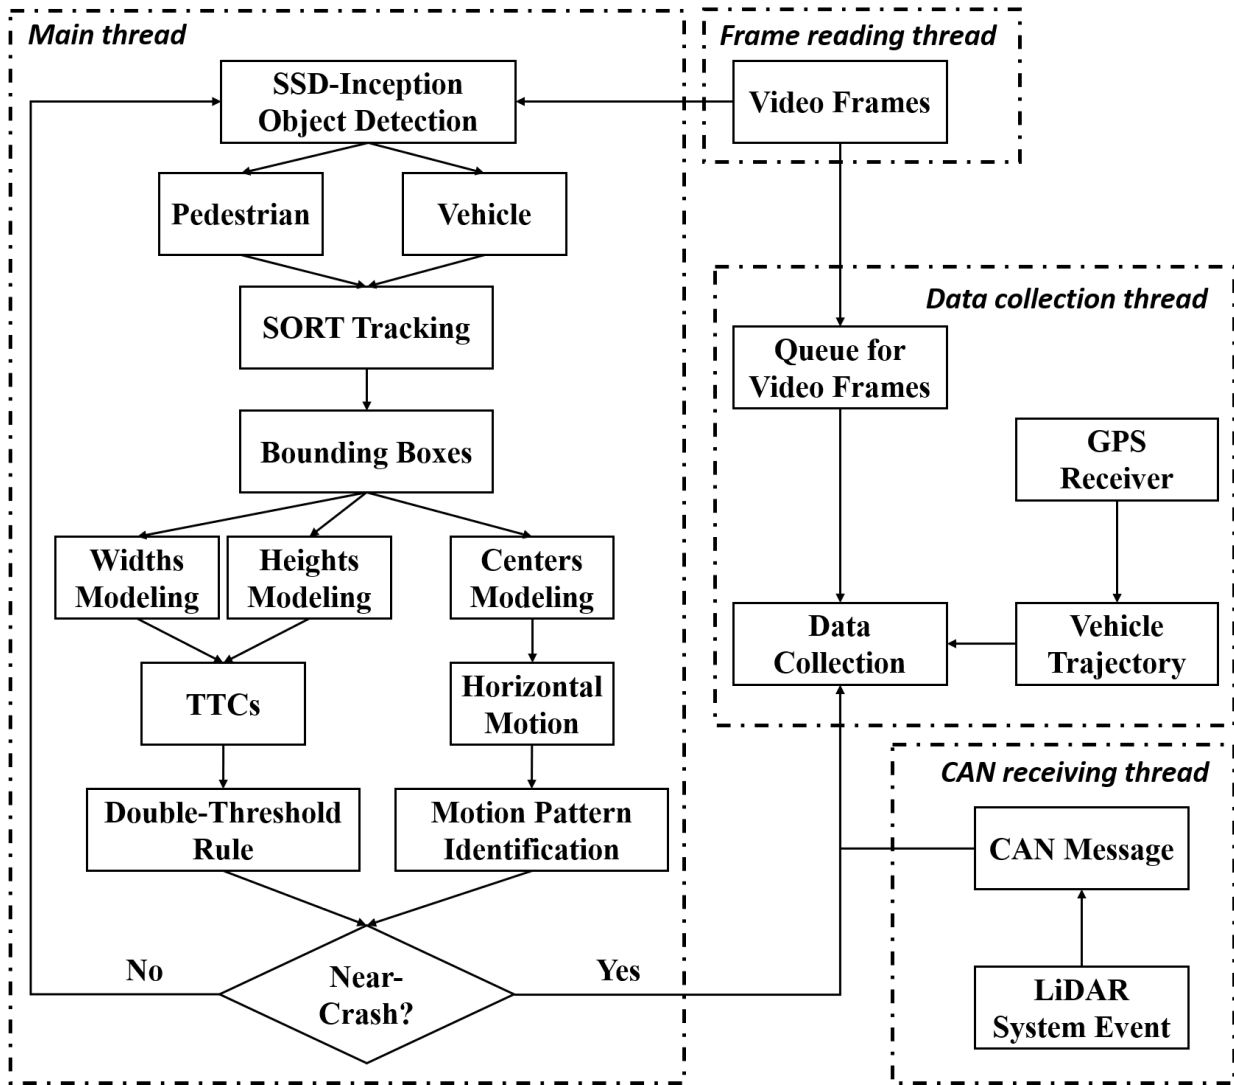 Main thread
SSD-Inception
Object Detection
Pedestrian
Vehicle
SORT Tracking
Bounding Boxes
Widths
Modeling
Heights
Modeling
Centers
Modeling
TTCs
Horizontal
Motion
Double-Threshold
Rule
Motion Pattern
Identification
Near-
Crash?
No
Yes
Frame reading thread
Video Frames
Data collection thread
Queue for
Video Frames
GPS
Receiver
Data
Collection
Vehicle
Trajectory
CAN receiving thread
CAN Message
LiDAR
System Event